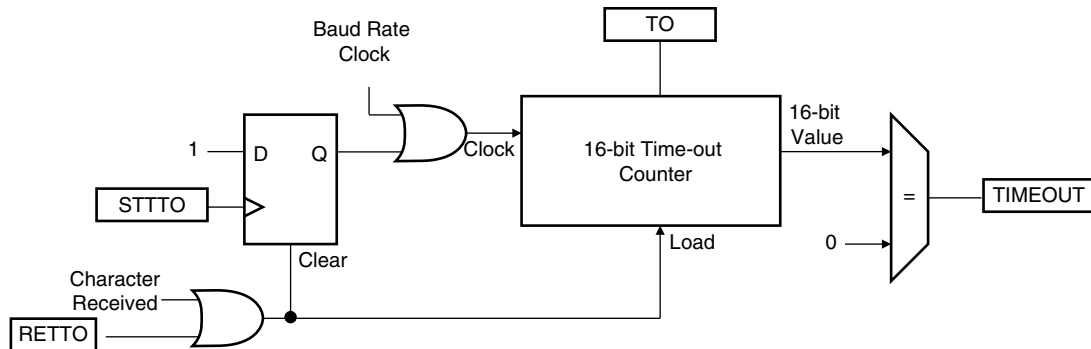 Baud Rate
Clock
TO
1
D
Q
Clock
16-bit Time-out
Counter
16-bit
Value
=
TIMEOUT
STTTO
Clear
Load
0
Character
Received
RETTO